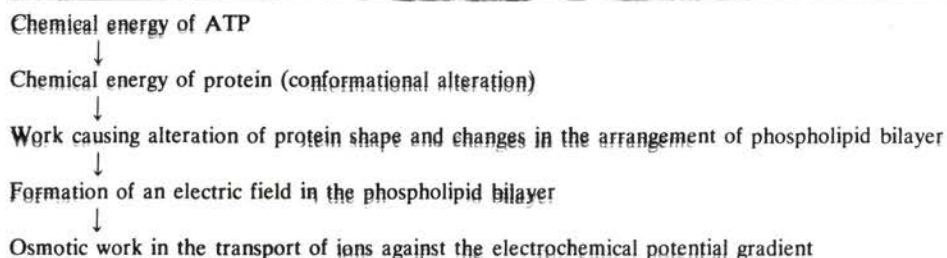 Chemical energy of ATP
↓
Chemical energy of protein (conformational alteration)
↓
Work causing alteration of protein shape and changes in the arrangement of phospholipid bilayer
↓
Formation of an electric field in the phospholipid bilayer
↓
Osmotic work in the transport of ions against the electrochemical potential gradient